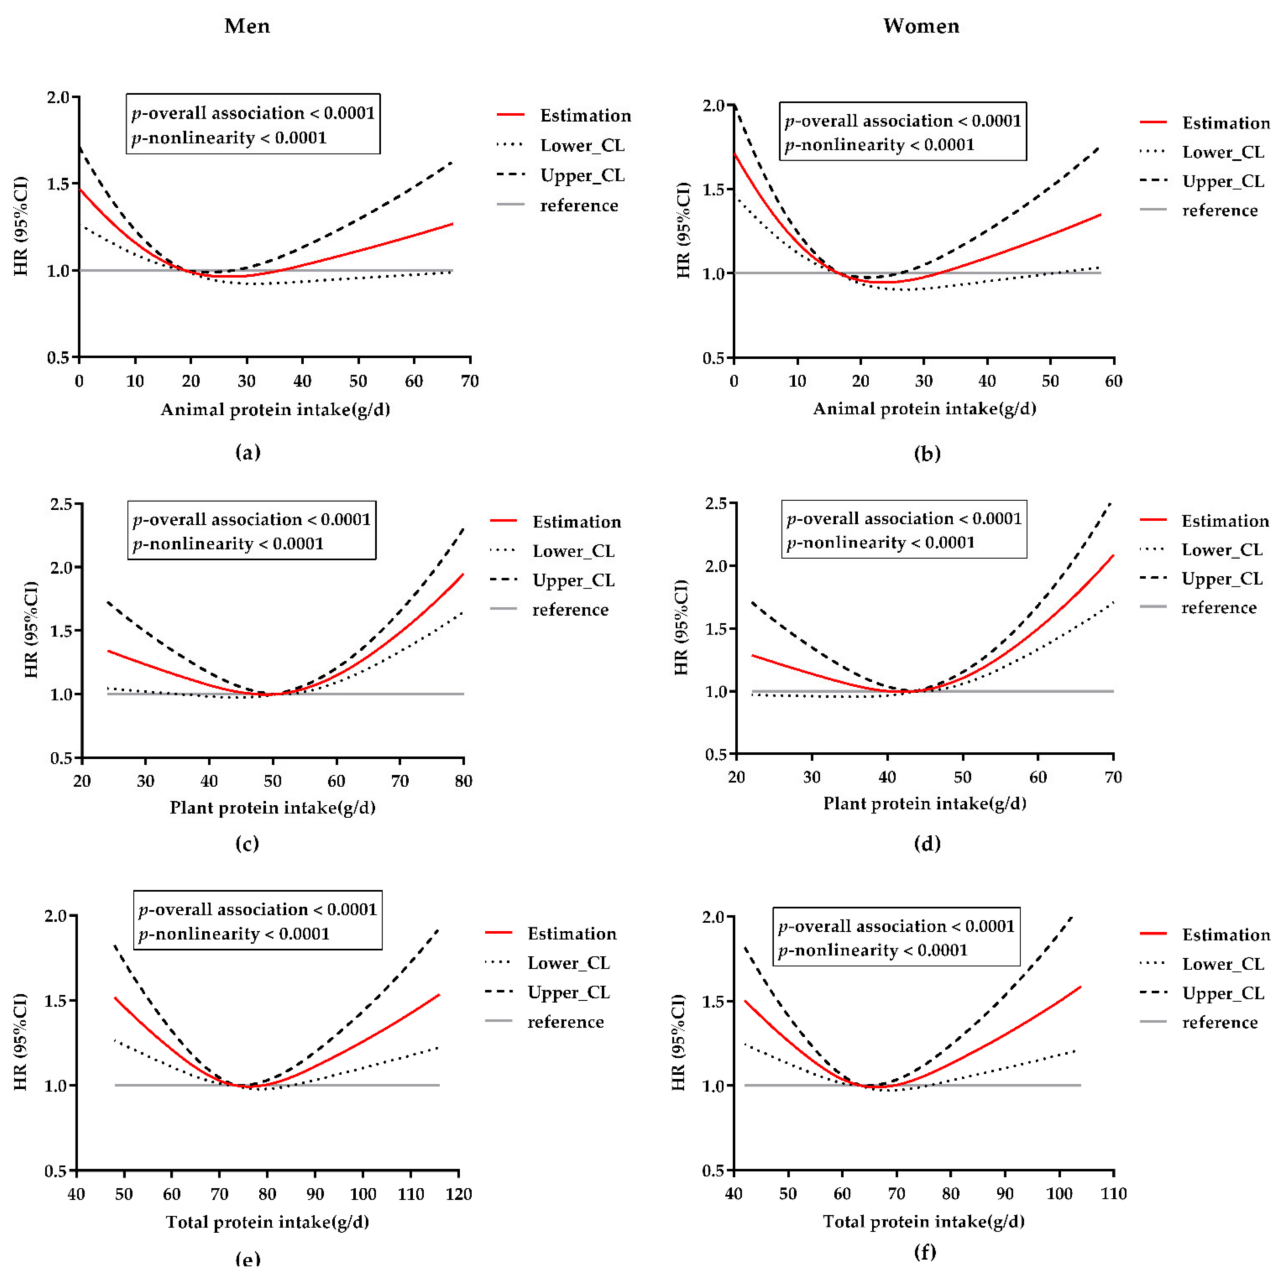 Men
Women
2.0
1.5
1.0
0.5
HR (95%CI)
p-overall association < 0.0001
p-nonlinearity < 0.0001
Estimation
Lower_CL
Upper_CL
reference
0 10 20 30 40 50 60 70
Animal protein intake(g/d)
(a)
2.0
1.5
1.0
0.5
HR (95%CI)
p-overall association < 0.0001
p-nonlinearity < 0.0001
Estimation
Lower_CL
Upper_CL
reference
0 10 20 30 40 50 60
Animal protein intake(g/d)
(b)
2.5
2.0
1.5
1.0
0.5
HR (95%CI)
p-overall association < 0.0001
p-nonlinearity < 0.0001
Estimation
Lower_CL
Upper_CL
reference
20 30 40 50 60 70 80
Plant protein intake(g/d)
(c)
2.5
2.0
1.5
1.0
0.5
HR (95%CI)
p-overall association < 0.0001
p-nonlinearity < 0.0001
Estimation
Lower_CL
Upper_CL
reference
20 30 40 50 60 70
Plant protein intake(g/d)
(d)
2.0
1.5
1.0
0.5
HR (95%CI)
p-overall association < 0.0001
p-nonlinearity < 0.0001
Estimation
Lower_CL
Upper_CL
reference
40 50 60 70 80 90 100 110 120
Total protein intake(g/d)
(e)
2.0
1.5
1.0
0.5
HR (95%CI)
p-overall association < 0.0001
p-nonlinearity < 0.0001
Estimation
Lower_CL
Upper_CL
reference
40 50 60 70 80 90 100 110
Total protein intake(g/d)
(f)